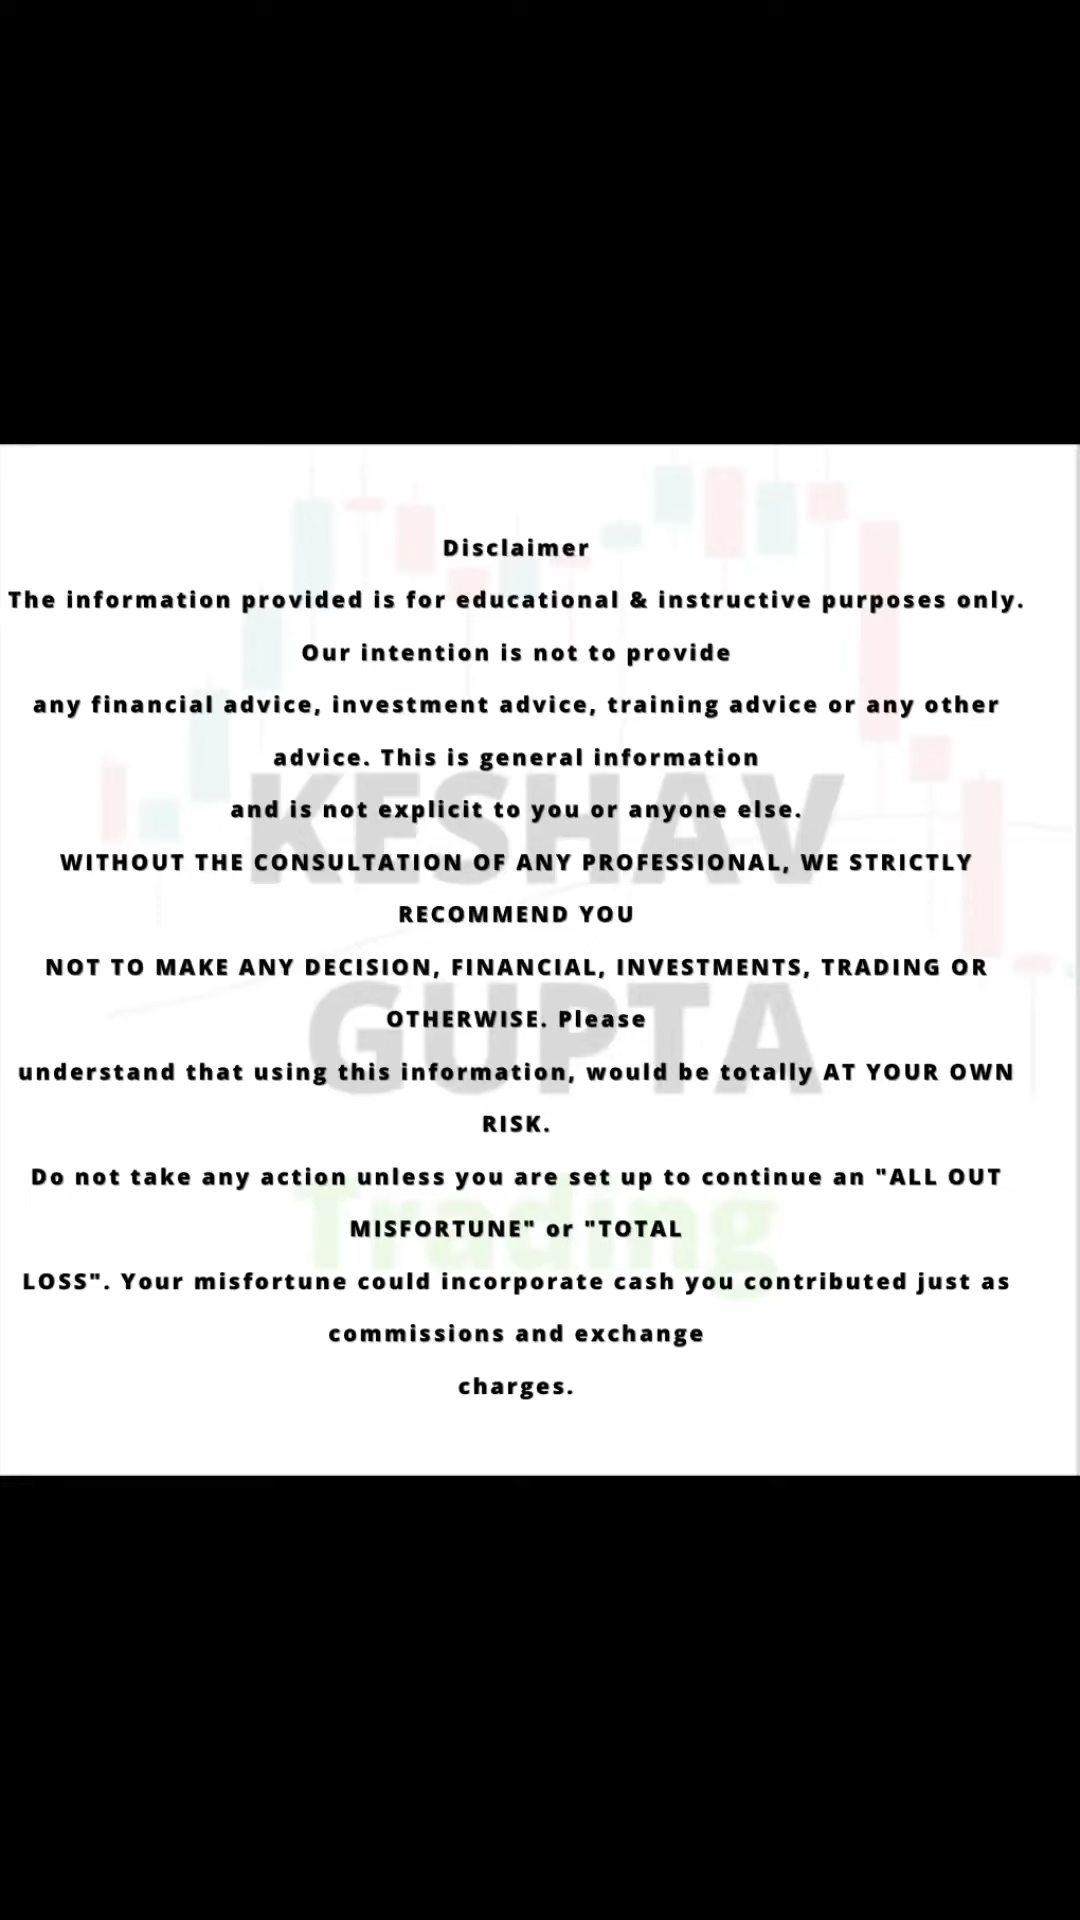 Disclaimer
The information provided is for educational & instructive purposes only.
Our intention is not to provide
any financial advice, investment advice, training advice or any other
advice. This is general information
and is not explicit to you or anyone else.
WITHOUT THE CONSULTATION OF ANY PROFESSIONAL, WE STRICTLY
RECOMMEND YOU
NOT TO MAKE ANY DECISION, FINANCIAL, INVESTMENTS, TRADING OR
OTHERWISE. Please
understand that using this information, would be totally AT YOUR OWN
RISK.
Do not take any action unless you are set up to continue an "ALL OUT
MISFORTUNE" or "TOTAL
LOSS". Your misfortune could incorporate cash you contributed just as
commissions and exchange
charges.
KESHAV
GUPTA
Trading